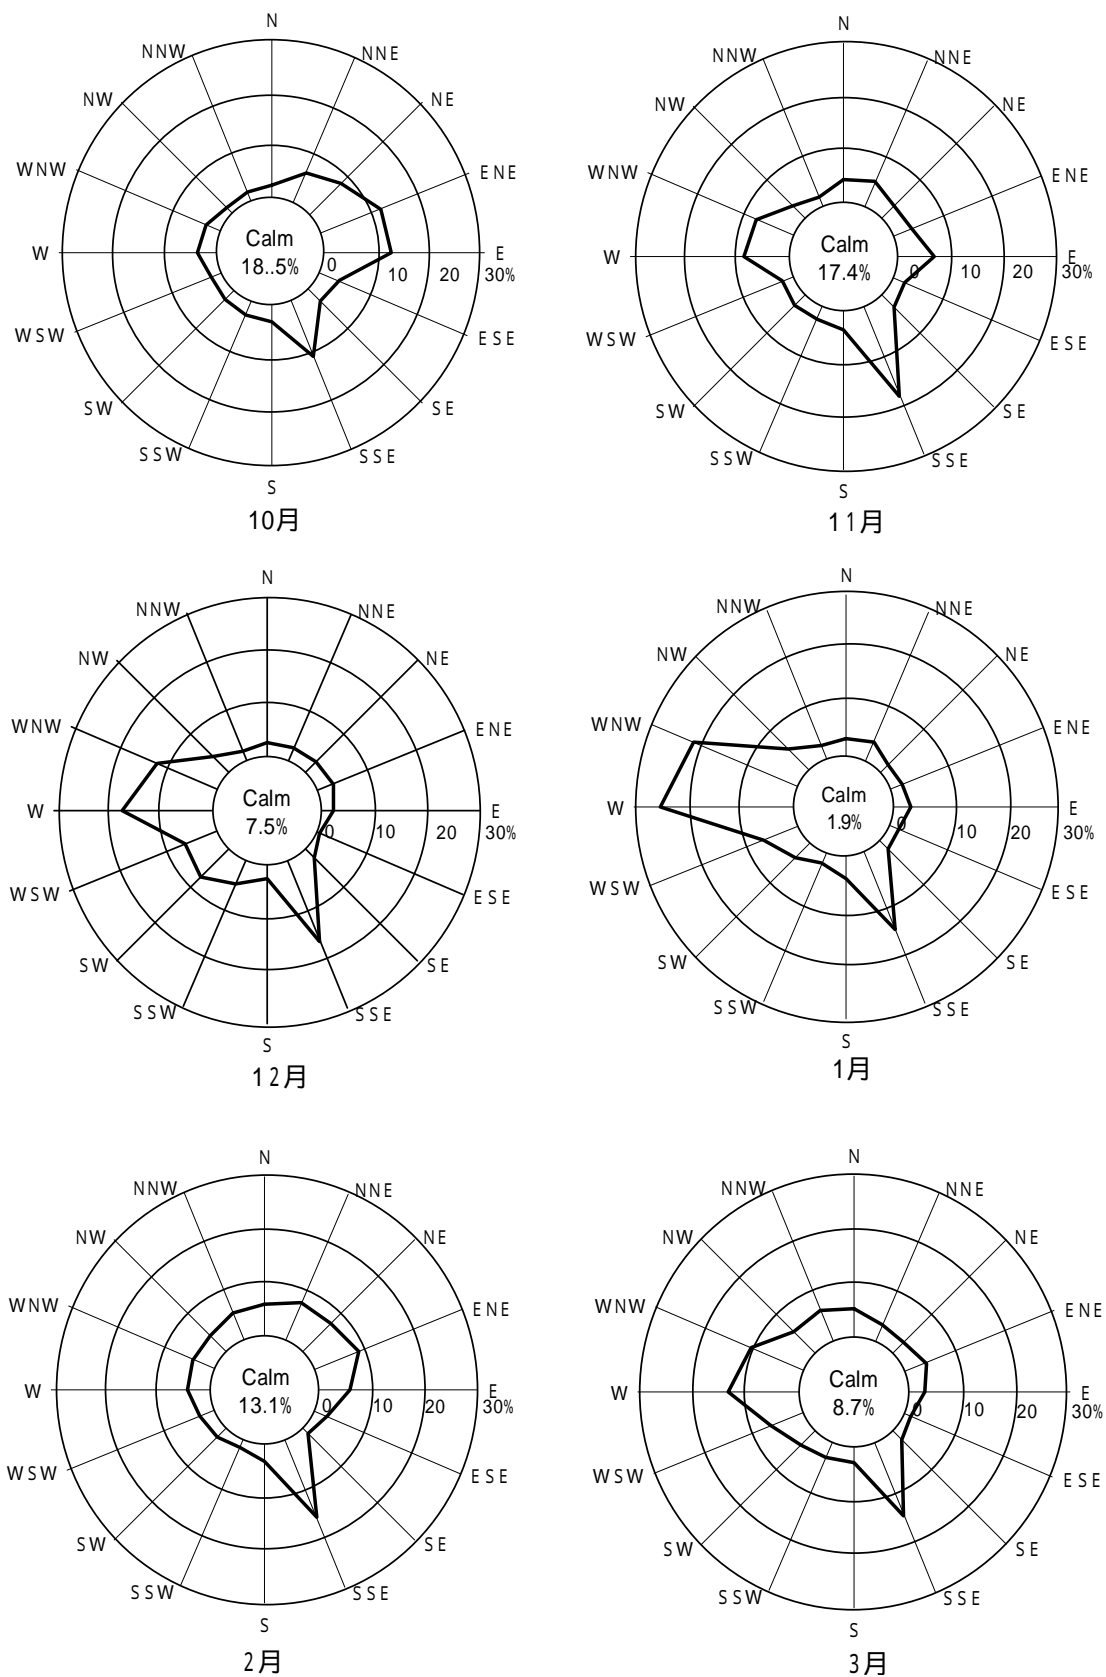 N
NNW
NNE
NW
NE
WNW
ENE
W
Calm
18..5%
0
10
20
E
30%
WSW
ESE
SW
SE
SSW
SSE
S
10月
N
NNW
NNE
NW
NE
WNW
ENE
W
Calm
17.4%
0
10
20
E
30%
WSW
ESE
SW
SE
SSW
SSE
S
11月
N
NNW
NNE
NW
NE
WNW
ENE
W
Calm
7.5%
0
10
20
E
30%
WSW
ESE
SW
SE
SSW
SSE
S
12月
N
NNW
NNE
NW
NE
WNW
ENE
W
Calm
1.9%
0
10
20
E
30%
WSW
ESE
SW
SE
SSW
SSE
S
1月
N
NNW
NNE
NW
NE
WNW
ENE
W
Calm
13.1%
0
10
20
E
30%
WSW
ESE
SW
SE
SSW
SSE
S
2月
N
NNW
NNE
NW
NE
WNW
ENE
W
Calm
8.7%
0
10
20
E
30%
WSW
ESE
SW
SE
SSW
SSE
S
3月